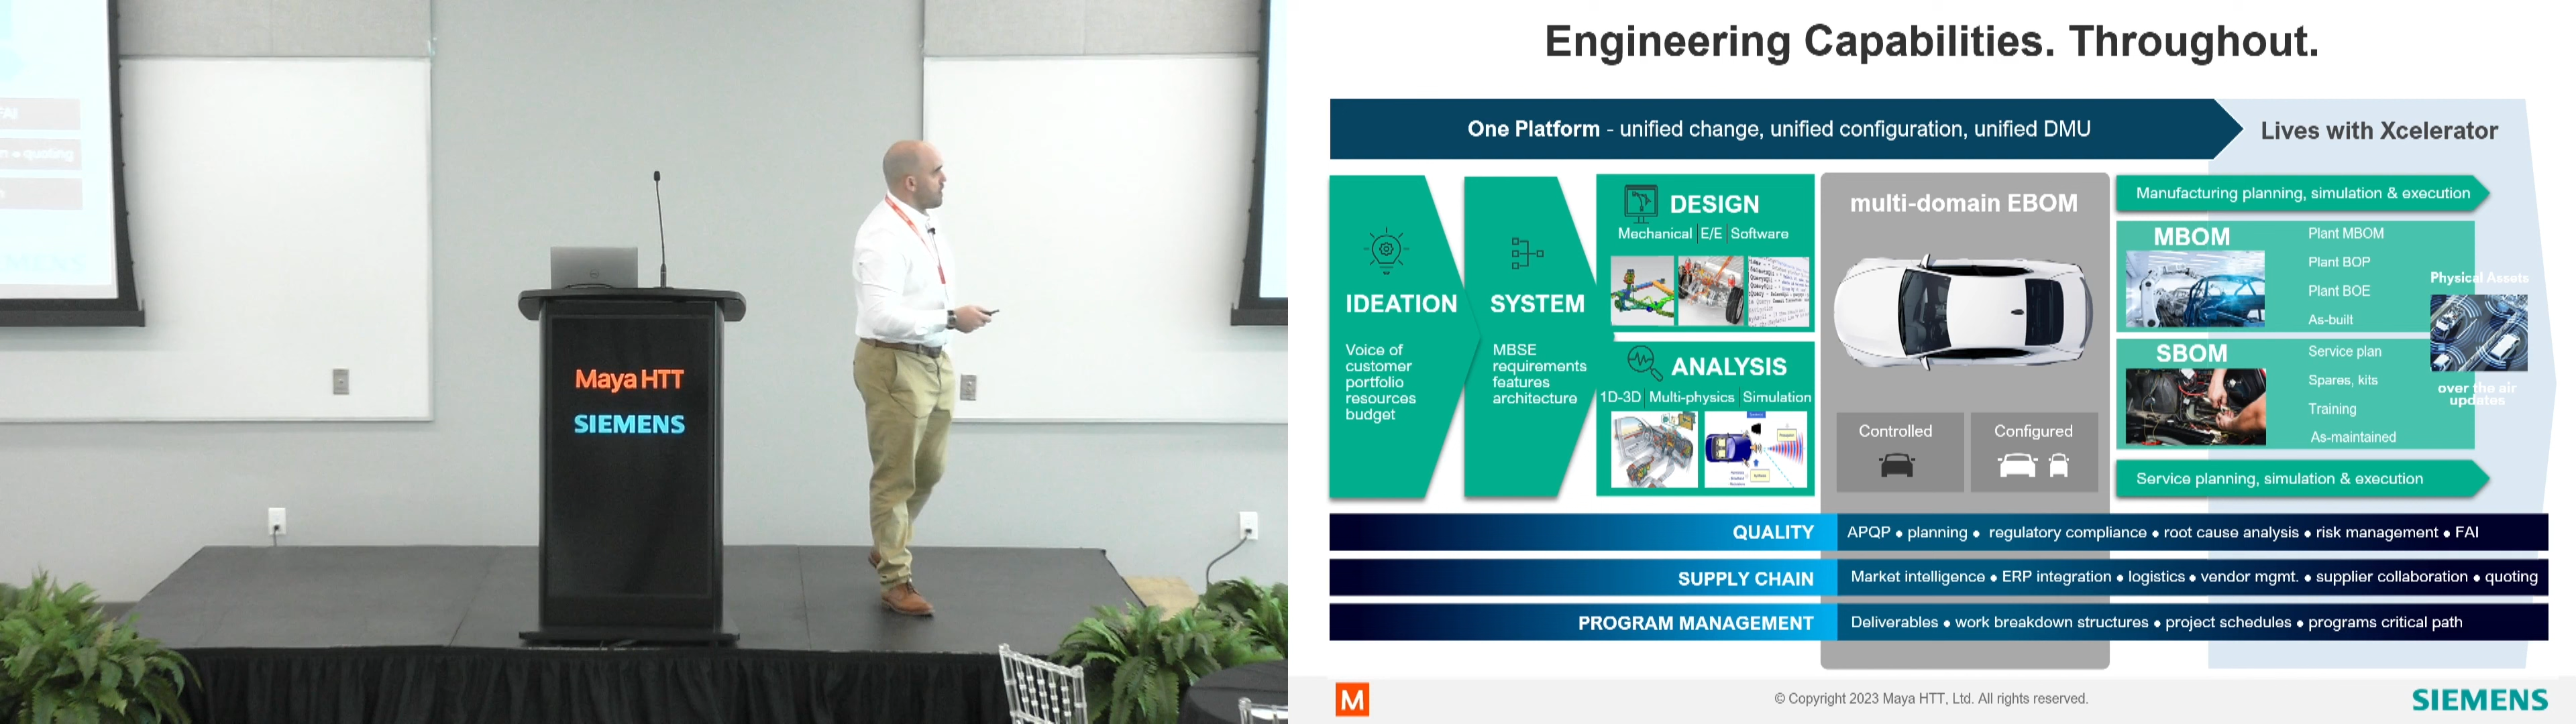 FAI
quoting
Maya HTT
SIEMENS
Engineering Capabilities. Throughout.
One Platform - unified change, unified configuration, unified DMU
Lives with Xcelerator
IDEATION
Voice of
customer
portfolio
resources
budget
SYSTEM
MBSE
requirements
features
architecture
DESIGN
Mechanical | E/E | Software
ANALYSIS
1D-3D | Multi-physics | Simulation
multi-domain EBOM
Controlled
Configured
Manufacturing planning, simulation & execution
MBOM
Plant MBOM
Plant BOP
Plant BOE
As-built
SBOM
Service plan
Spares, kits
Training
As-maintained
Physical Assets
over the air
updates
Service planning, simulation & execution
QUALITY
APQP • planning • regulatory compliance • root cause analysis • risk management • FAI
SUPPLY CHAIN
Market intelligence • ERP integration • logistics • vendor mgmt. • supplier collaboration • quoting
PROGRAM MANAGEMENT
Deliverables • work breakdown structures • project schedules • programs critical path
M
© Copyright 2023 Maya HTT, Ltd. All rights reserved.
SIEMENS